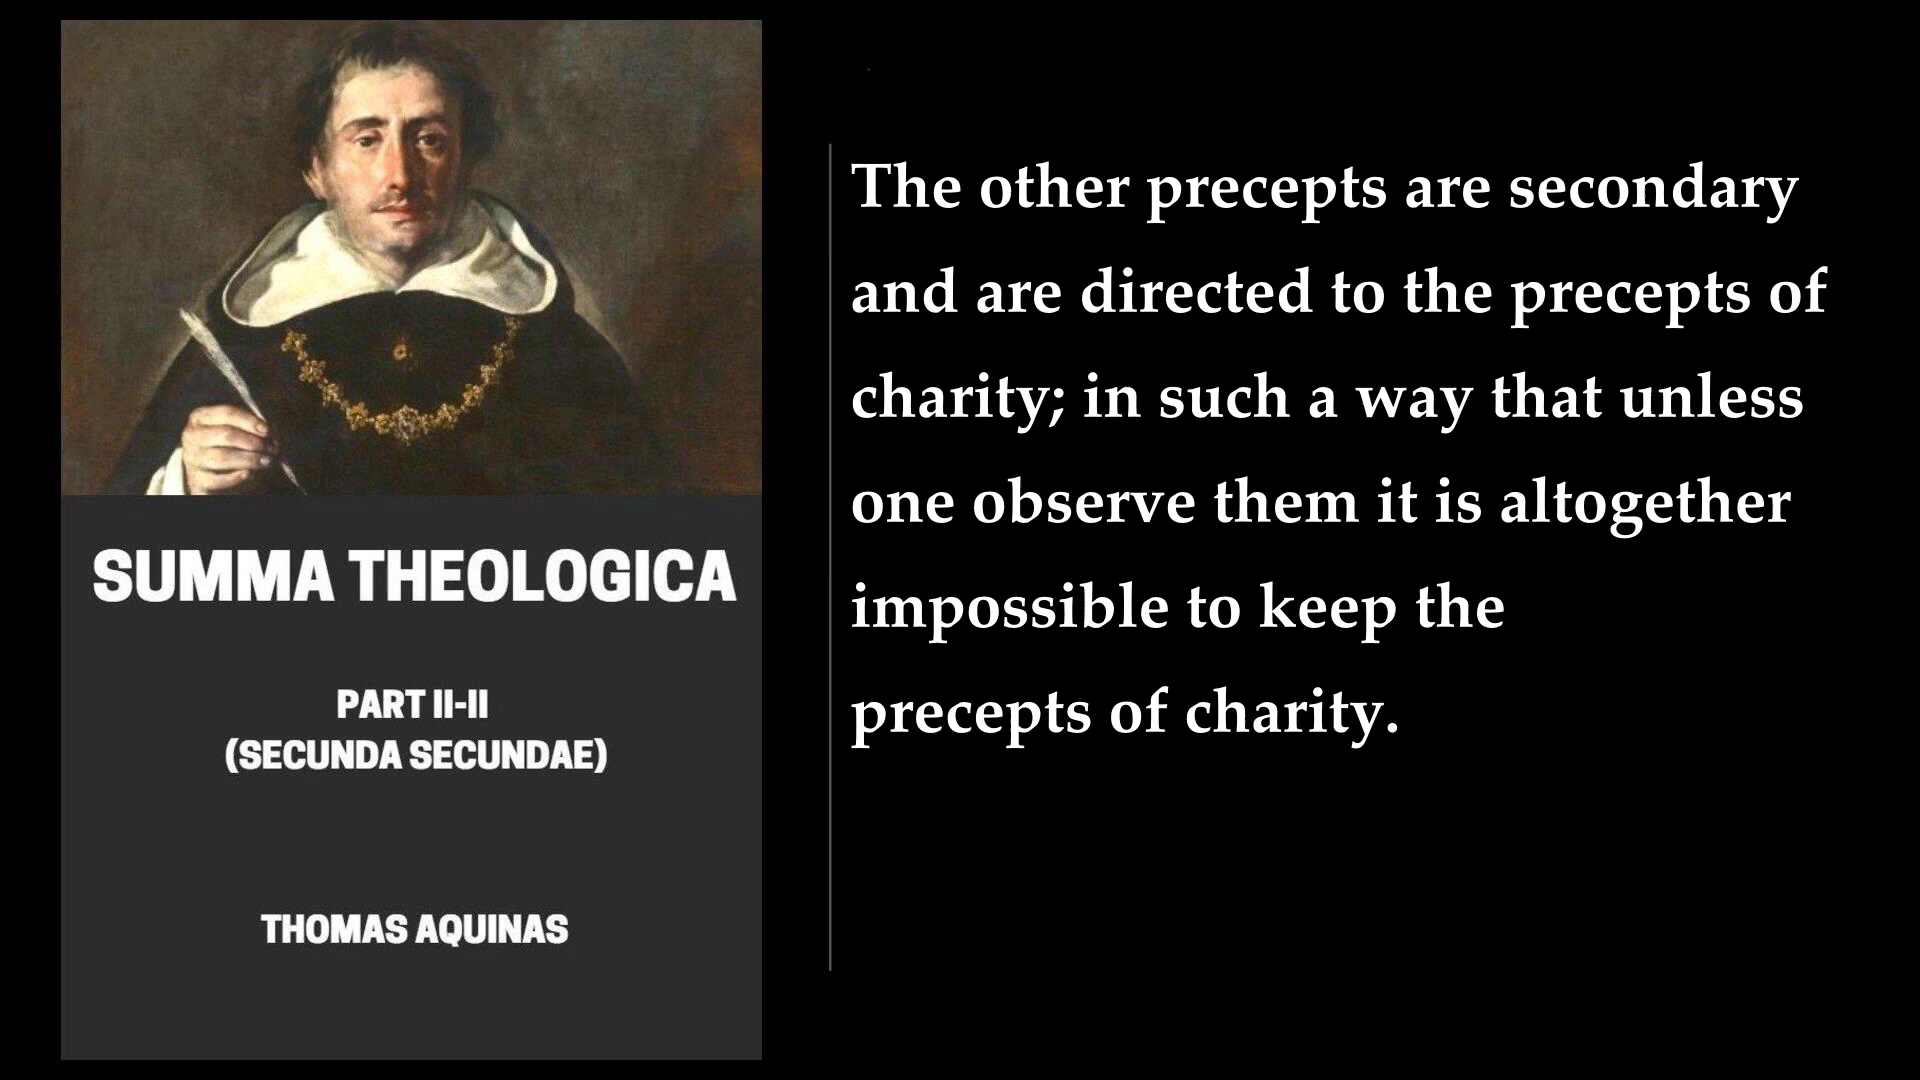 SUMMA THEOLOGICA
PART II-II
(SECUNDA SECUNDAE)
THOMAS AQUINAS
The other precepts are secondary
and are directed to the precepts of
charity; in such a way that unless
one observe them it is altogether
impossible to keep the
precepts of charity.